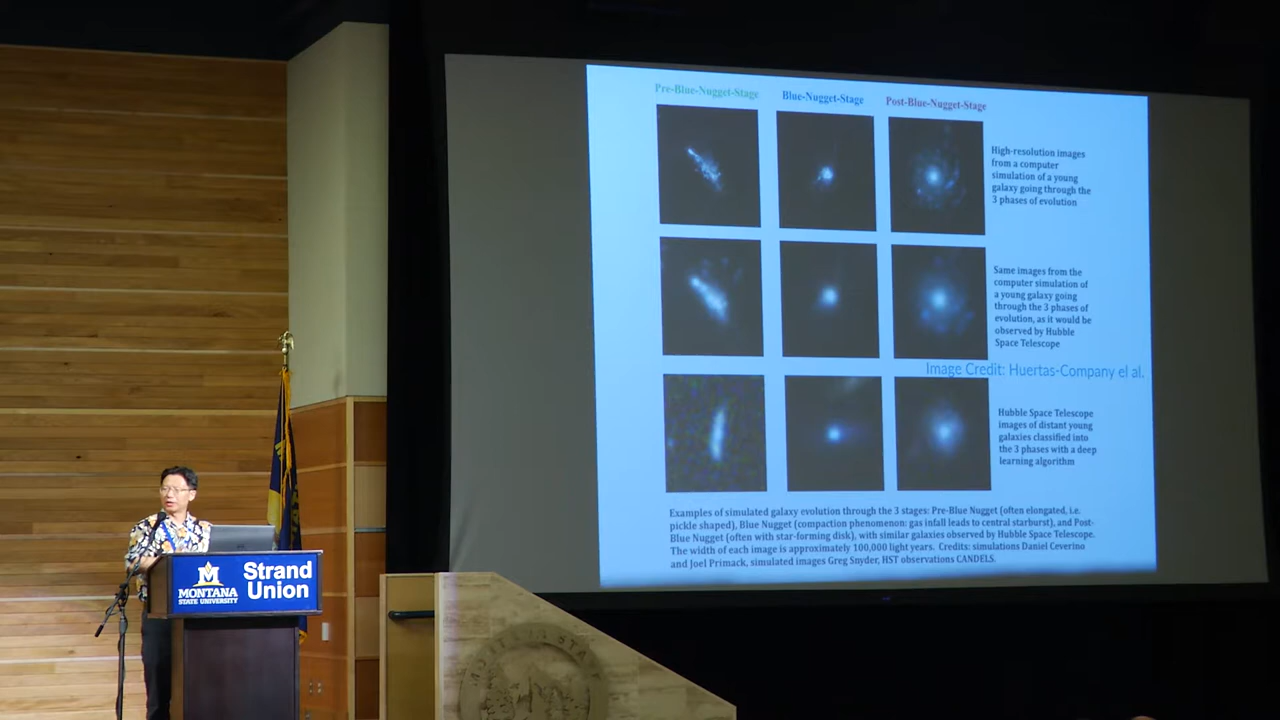 Pre-Blue-Nugget-Stage
Blue-Nugget-Stage
Post-Blue-Nugget-Stage
High-resolution images
from a computer
simulation of a young
galaxy going through the
3 phases of evolution
Same images from the
computer simulation of
a young galaxy going
through the 3 phases of
evolution, as it would be
observed by Hubble
Space Telescope
Image Credit: Huertas-Company el al.
Hubble Space Telescope
images of distant young
galaxies classified into
the 3 phases with a deep
learning algorithm
Examples of simulated galaxy evolution through the 3 stages: Pre-Blue Nugget (often elongated, i.e.
pickle shaped), Blue Nugget (compaction phenomenon: gas infall leads to central starburst), and Post-
Blue Nugget (often with star-forming disk), with similar galaxies observed by Hubble Space Telescope.
The width of each image is approximately 100,000 light years. Credits: simulations Daniel Ceverino
and Joel Primack, simulated images Greg Snyder, HST observations CANDELS.
M
MONTANA
STATE UNIVERSITY
Strand
Union